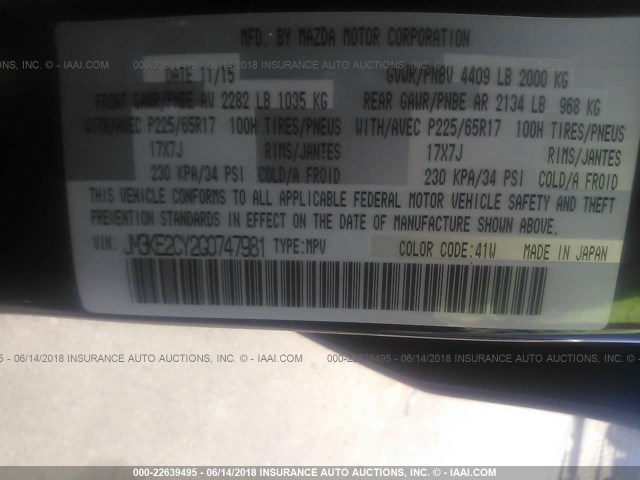 MFD. BY MAZDA MOTOR CORPORATION
DATE 11/15 GVWR/PNBV 4409 LB 2000 KG
FRONT GAWR/PNBE AV 2282 LB 1035 KG REAR GAWR/PNBE AR 2134 LB 968 KG
WITH/AVEC P225/65R17 100H TIRES/PNEUS WITH/AVEC P225/65R17 100H TIRES/PNEUS
17X7J RIMS/JANTES 17X7J RIMS/JANTES
230 KPA/34 PSI COLD/A FROID 230 KPA/34 PSI COLD/A FROID
THIS VEHICLE CONFORMS TO ALL APPLICABLE FEDERAL MOTOR VEHICLE SAFETY AND THEFT
PREVENTION STANDARDS IN EFFECT ON THE DATE OF MANUFACTURE SHOWN ABOVE.
VIN: JM3KE2CY2G0747981 TYPE:MPV COLOR CODE:41W MADE IN JAPAN
495 - 06/14/2018 INSURANCE AUTO AUCTIONS, INC. - © IAAI.COM 000-22639495 - 06/14/2018 INSURANCE AUTO AUCTIONS, INC. - ©
000-22639495 - 06/14/2018 INSURANCE AUTO AUCTIONS, INC. - © IAAI.COM